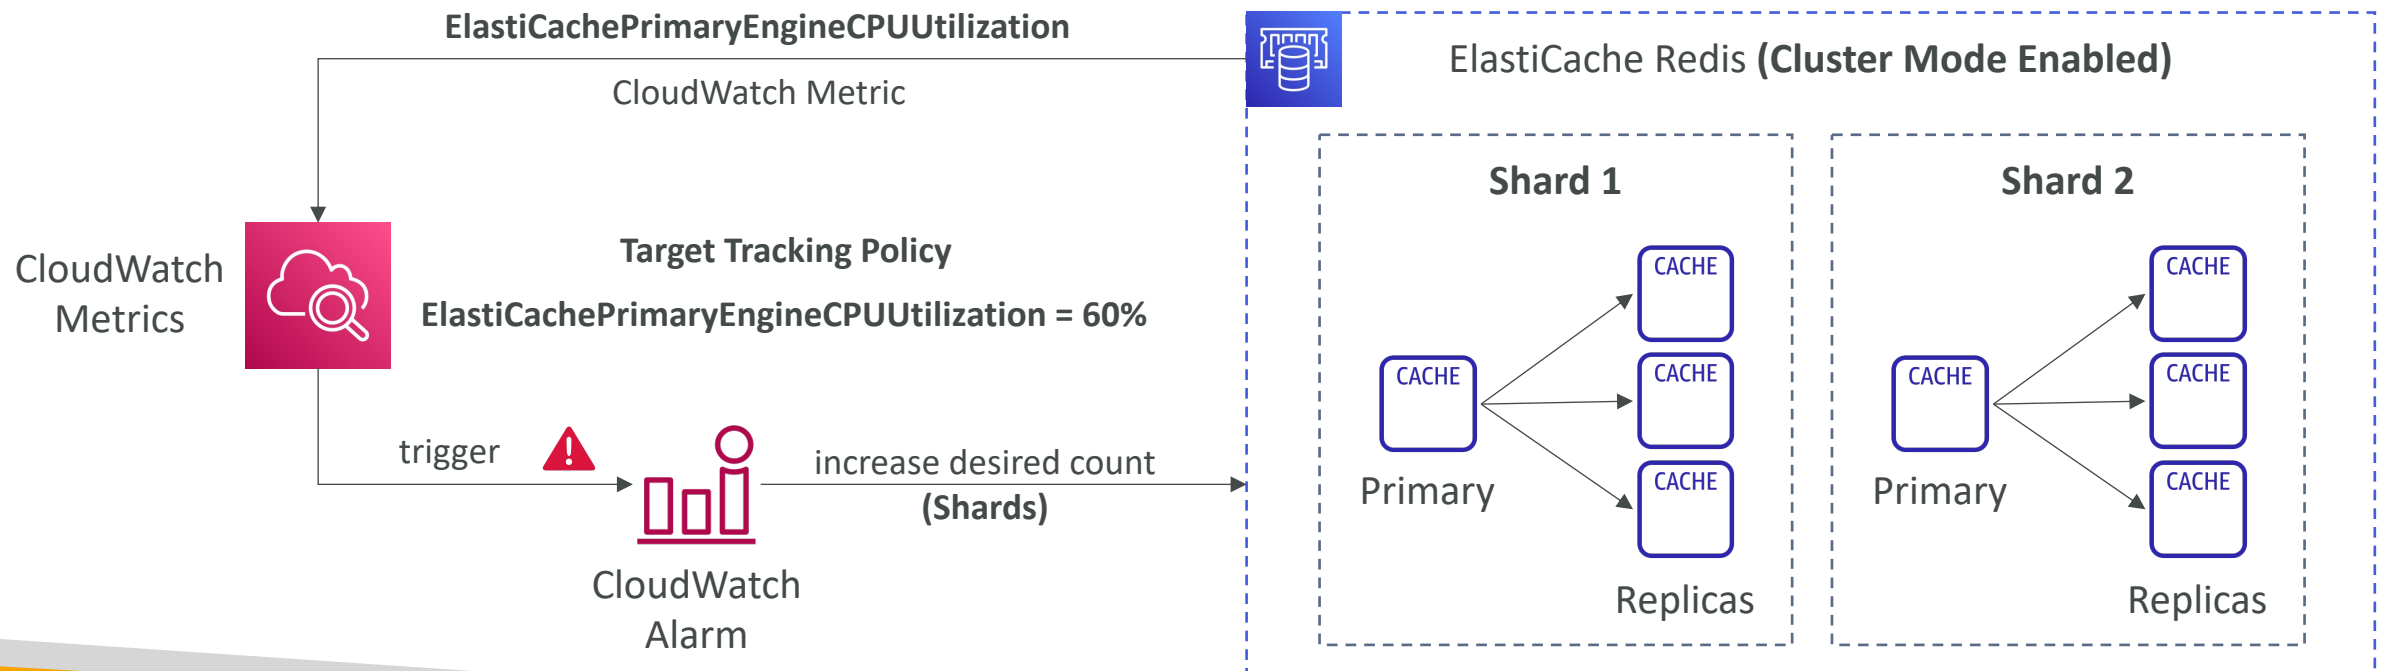 ElastiCachePrimaryEngineCPUUtilization
CloudWatch Metric
CloudWatch
Metrics
Target Tracking Policy
ElastiCachePrimaryEngineCPUUtilization = 60%
trigger
increase desired count
(Shards)
CloudWatch
Alarm
ElastiCache Redis (Cluster Mode Enabled)
Shard 1
CACHE
CACHE
CACHE
CACHE
Primary
Replicas
Shard 2
CACHE
CACHE
CACHE
CACHE
Primary
Replicas